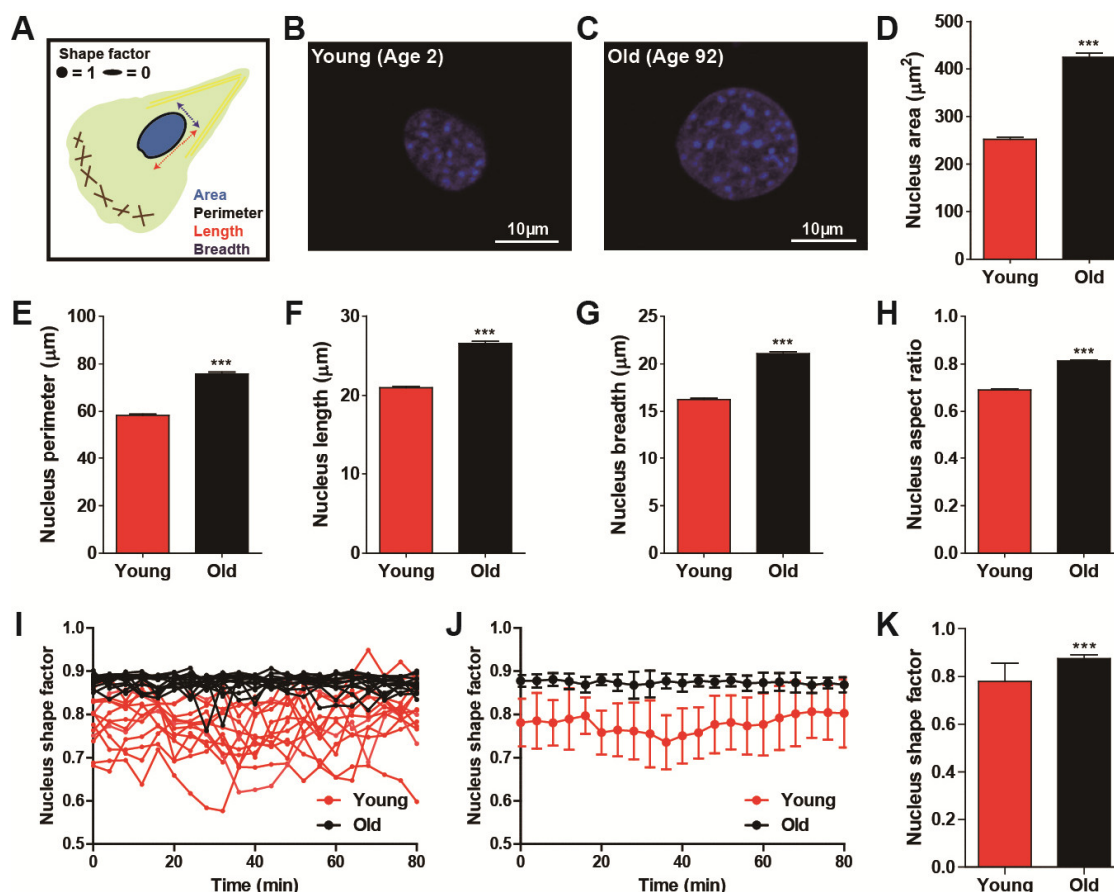 A
Shape factor
= 1 = 0
Area
Perimeter
Length
Breadth
B
Young (Age 2)
10μm
C
Old (Age 92)
10μm
D
Nucleus area (μm²)
500
400
300
200
100
0
***
Young Old
E
Nucleus perimeter (μm)
100
80
60
40
20
0
***
Young Old
F
Nucleus length (μm)
30
20
10
0
***
Young Old
G
Nucleus breadth (μm)
25
20
15
10
5
0
***
Young Old
H
Nucleus aspect ratio
1.0
0.8
0.6
0.4
0.2
0.0
***
Young Old
I
Nucleus shape factor
1.0
0.9
0.8
0.7
0.6
0.5
Young
Old
0 20 40 60 80
Time (min)
J
Nucleus shape factor
1.0
0.9
0.8
0.7
0.6
0.5
Young
Old
0 20 40 60 80
Time (min)
K
Nucleus shape factor
1.0
0.8
0.6
0.4
0.2
0.0
***
Young Old